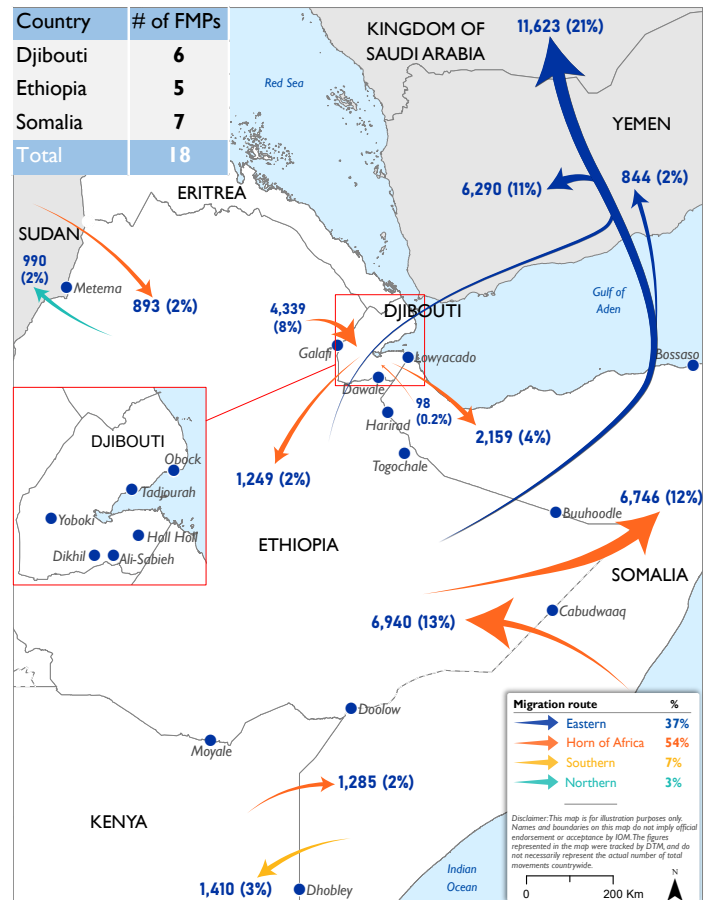 Country # of FMPs
Djibouti 6
Ethiopia 5
Somalia 7
Total 18
KINGDOM OF
SAUDI ARABIA
11,623 (21%)
Red Sea
YEMEN
6,290 (11%)
844 (2%)
ERITREA
SUDAN
990
(2%)
Metema
893 (2%)
4,339
(8%)
DJIBOUTI
Gulf of
Aden
Galafi
Lowyacado
Bossaso
Dawale
98
(0.2%)
Harirad
2,159 (4%)
Togochale
1,249 (2%)
DJIBOUTI
Obock
Tadjourah
Yoboki
Holl Holl
Dikhil
Ali-Sabieh
6,746 (12%)
Buuhoodle
ETHIOPIA
SOMALIA
6,940 (13%)
Cabudwaaq
Doolow
Moyale
1,285 (2%)
KENYA
1,410 (3%)
Dhobley
Indian
Ocean
Migration route %
Eastern 37%
Horn of Africa 54%
Southern 7%
Northern 3%
Disclaimer: This map is for illustration purposes only.
Names and boundaries on this map do not imply official
endorsement or acceptance by IOM. The figures
represented in the map were tracked by DTM, and do
not necessarily represent the actual number of total
movements countrywide.
N
0 200 Km